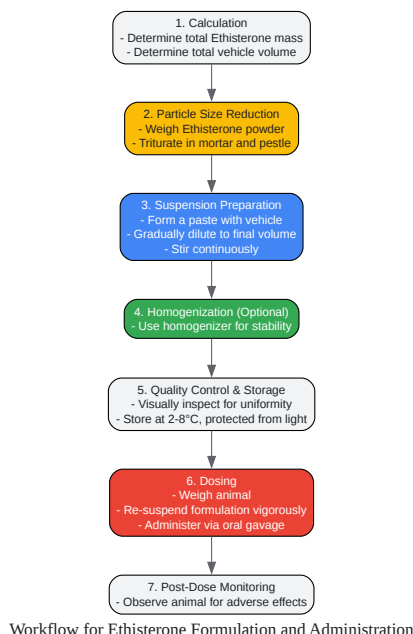 1. Calculation
- Determine total Ethisterone mass
- Determine total vehicle volume
2. Particle Size Reduction
- Weigh Ethisterone powder
- Triturate in mortar and pestle
3. Suspension Preparation
- Form a paste with vehicle
- Gradually dilute to final volume
- Stir continuously
4. Homogenization (Optional)
- Use homogenizer for stability
5. Quality Control & Storage
- Visually inspect for uniformity
- Store at 2-8°C, protected from light
6. Dosing
- Weigh animal
- Re-suspend formulation vigorously
- Administer via oral gavage
7. Post-Dose Monitoring
- Observe animal for adverse effects
Workflow for Ethisterone Formulation and Administration